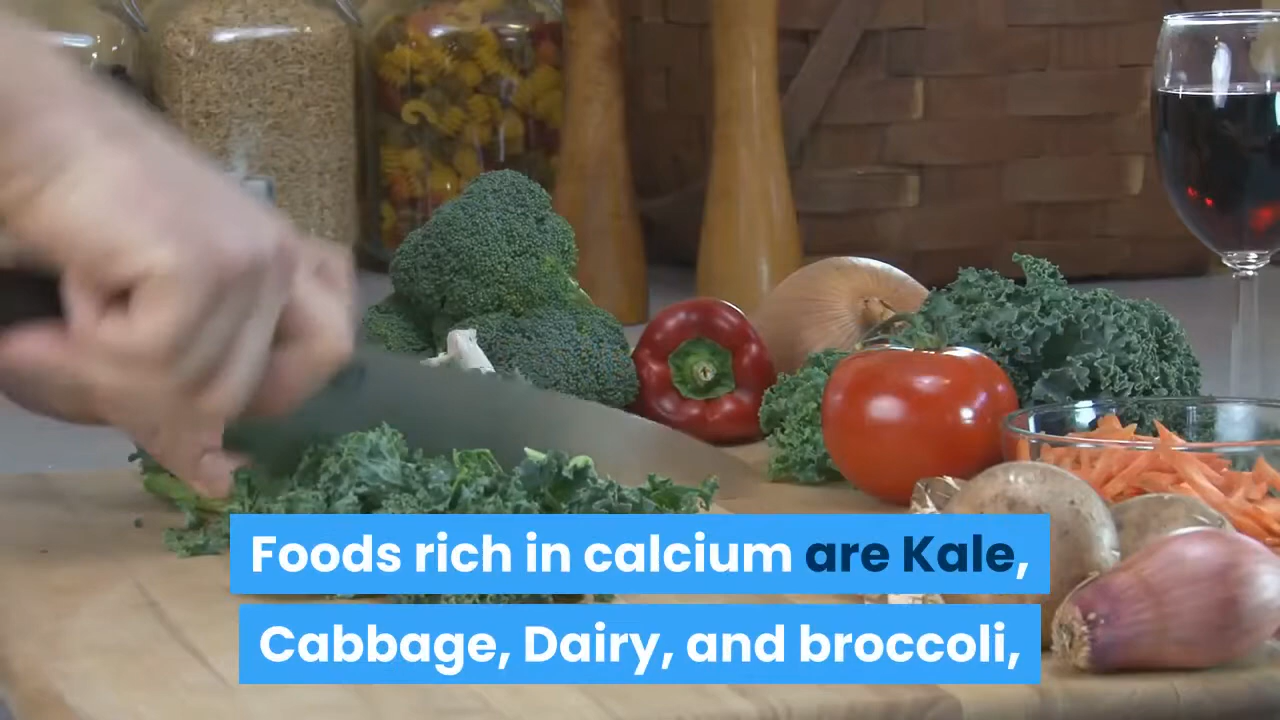 Foods rich in calcium are Kale,
Cabbage, Dairy, and broccoli,